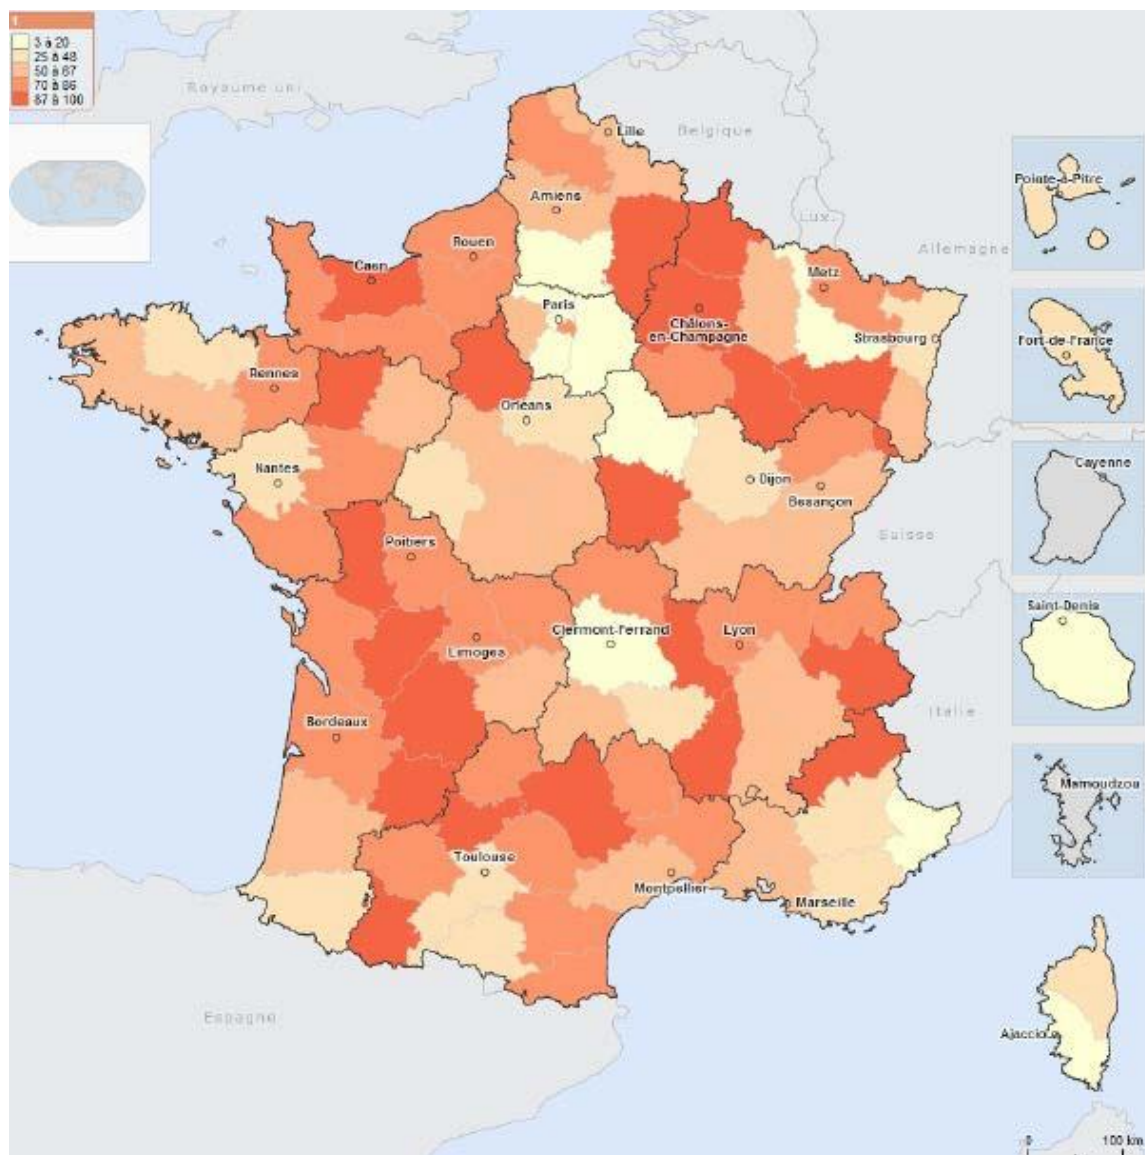 1
3 à 20
25 à 48
50 à 67
70 à 86
87 à 100
Royaume uni
Lille
Belgique
Pointe-à-Pitre
Amiens
Lux.
Allemagne
Rouen
Caen
Metz
Paris
Châlons-
en-Champagne
Strasbourg
Fort-de-France
Rennes
Orléans
Nantes
Dijon
Besançon
Cayenne
Poitiers
Suisse
Saint-Denis
Clermont-Ferrand
Lyon
Limoges
Italie
Bordeaux
Mamoudzou
Toulouse
Montpellier
Marseille
Espagne
Ajaccio
0 100 km